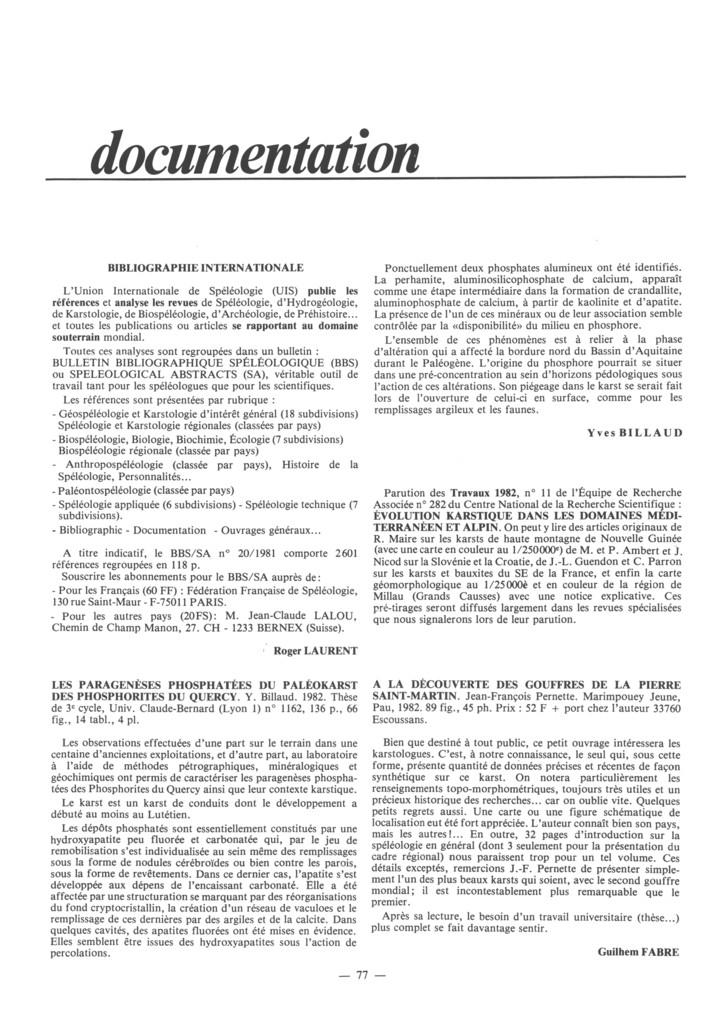 documentation
BIBLIOGRAPHIE INTERNATIONALE
L'Union Internationale de Spéléologie (UIS) publie les
références et analyse les revues de Spéléologie, d'Hydrogéologie,
de Karstologie, de Biospéléologie, d'Archéologie, de Préhistoire...
et toutes les publications ou articles se rapportant au domaine
souterrain mondial.
Toutes ces analyses sont regroupées dans un bulletin :
BULLETIN BIBLIOGRAPHIQUE SPÉLÉOLOGIQUE (BBS)
ou SPELEOLOGICAL ABSTRACTS (SA), véritable outil de
travail tant pour les spéléologues que pour les scientifiques.
Les références sont présentées par rubrique :
- Géospéléologie et Karstologie d'intérêt général (18 subdivisions)
Spéléologie et Karstologie régionales (classées par pays)
- Biospéléologie, Biologie, Biochimie, Écologie (7 subdivisions)
Biospéléologie régionale (classée par pays)
- Anthropospéléologie (classée par pays), Histoire de la
Spéléologie, Personnalités...
- Paléontospéléologie (classée par pays)
- Spéléologie appliquée (6 subdivisions) - Spéléologie technique (7
subdivisions).
- Bibliographic - Documentation - Ouvrages généraux...
A titre indicatif, le BBS/SA n° 20/1981 comporte 2601
références regroupées en 118 p.
Souscrire les abonnements pour le BBS/SA auprès de :
- Pour les Français (60 FF) : Fédération Française de Spéléologie,
130 rue Saint-Maur - F-75011 PARIS.
- Pour les autres pays (20FS): M. Jean-Claude LALOU,
Chemin de Champ Manon, 27. CH - 1233 BERNEX (Suisse).
Roger LAURENT
LES PARAGENÈSES PHOSPHATÉES DU PALÉOKARST
DES PHOSPHORITES DU QUERCY. Y. Billaud. 1982. Thèse
de 3e cycle, Univ. Claude-Bernard (Lyon 1) n° 1162, 136 p., 66
fig., 14 tabl., 4 pl.
Les observations effectuées d'une part sur le terrain dans une
centaine d'anciennes exploitations, et d'autre part, au laboratoire
à l'aide de méthodes pétrographiques, minéralogiques et
géochimiques ont permis de caractériser les paragenèses phospha-
tées des Phosphorites du Quercy ainsi que leur contexte karstique.
Le karst est un karst de conduits dont le développement a
débuté au moins au Lutétien.
Les dépôts phosphatés sont essentiellement constitués par une
hydroxyapatite peu fluorée et carbonatée qui, par le jeu de
remobilisation s'est individualisée au sein même des remplissages
sous la forme de nodules cérébroïdes ou bien contre les parois,
sous la forme de revêtements. Dans ce dernier cas, l'apatite s'est
développée aux dépens de l'encaissant carbonaté. Elle a été
affectée par une structuration se marquant par des réorganisations
du fond cryptocristallin, la création d'un réseau de vacuoles et le
remplissage de ces dernières par des argiles et de la calcite. Dans
quelques cavités, des apatites fluorées ont été mises en évidence.
Elles semblent être issues des hydroxyapatites sous l'action de
percolations.
Ponctuellement deux phosphates alumineux ont été identifiés.
La perhamite, aluminosilicophosphate de calcium, apparaît
comme une étape intermédiaire dans la formation de crandallite,
aluminophosphate de calcium, à partir de kaolinite et d'apatite.
La présence de l'un de ces minéraux ou de leur association semble
contrôlée par la «disponibilité» du milieu en phosphore.
L'ensemble de ces phénomènes est à relier à la phase
d'altération qui a affecté la bordure nord du Bassin d'Aquitaine
durant le Paléogène. L'origine du phosphore pourrait se situer
dans une pré-concentration au sein d'horizons pédologiques sous
l'action de ces altérations. Son piégeage dans le karst se serait fait
lors de l'ouverture de celui-ci en surface, comme pour les
remplissages argileux et les faunes.
Yves BILLAUD
Parution des Travaux 1982, n° 11 de l'Équipe de Recherche
Associée n° 282 du Centre National de la Recherche Scientifique :
ÉVOLUTION KARSTIQUE DANS LES DOMAINES MÉDI-
TERRANÉEN ET ALPIN. On peut y lire des articles originaux de
R. Maire sur les karsts de haute montagne de Nouvelle Guinée
(avec une carte en couleur au 1/250000e) de M. et P. Ambert et J.
Nicod sur la Slovénie et la Croatie, de J.-L. Guendon et C. Parron
sur les karsts et bauxites du SE de la France, et enfin la carte
géomorphologique au 1/25000è et en couleur de la région de
Millau (Grands Causses) avec une notice explicative. Ces
pré-tirages seront diffusés largement dans les revues spécialisées
que nous signalerons lors de leur parution.
A LA DÉCOUVERTE DES GOUFFRES DE LA PIERRE
SAINT-MARTIN. Jean-François Pernette. Marimpouey Jeune,
Pau, 1982. 89 fig., 45 ph. Prix : 52 F + port chez l'auteur 33760
Escoussans.
Bien que destiné à tout public, ce petit ouvrage intéressera les
karstologues. C'est, à notre connaissance, le seul qui, sous cette
forme, présente quantité de données précises et récentes de façon
synthétique sur ce karst. On notera particulièrement les
renseignements topo-morphométriques, toujours très utiles et un
précieux historique des recherches... car on oublie vite. Quelques
petits regrets aussi. Une carte ou une figure schématique de
localisation eut été fort appréciée. L'auteur connaît bien son pays,
mais les autres!... En outre, 32 pages d'introduction sur la
spéléologie en général (dont 3 seulement pour la présentation du
cadre régional) nous paraissent trop pour un tel volume. Ces
détails exceptés, remercions J.-F. Pernette de présenter simple-
ment l'un des plus beaux karsts qui soient, avec le second gouffre
mondial ; il est incontestablement plus remarquable que le
premier.
Après sa lecture, le besoin d'un travail universitaire (thèse...)
plus complet se fait davantage sentir.
Guilhem FABRE
— 77 —